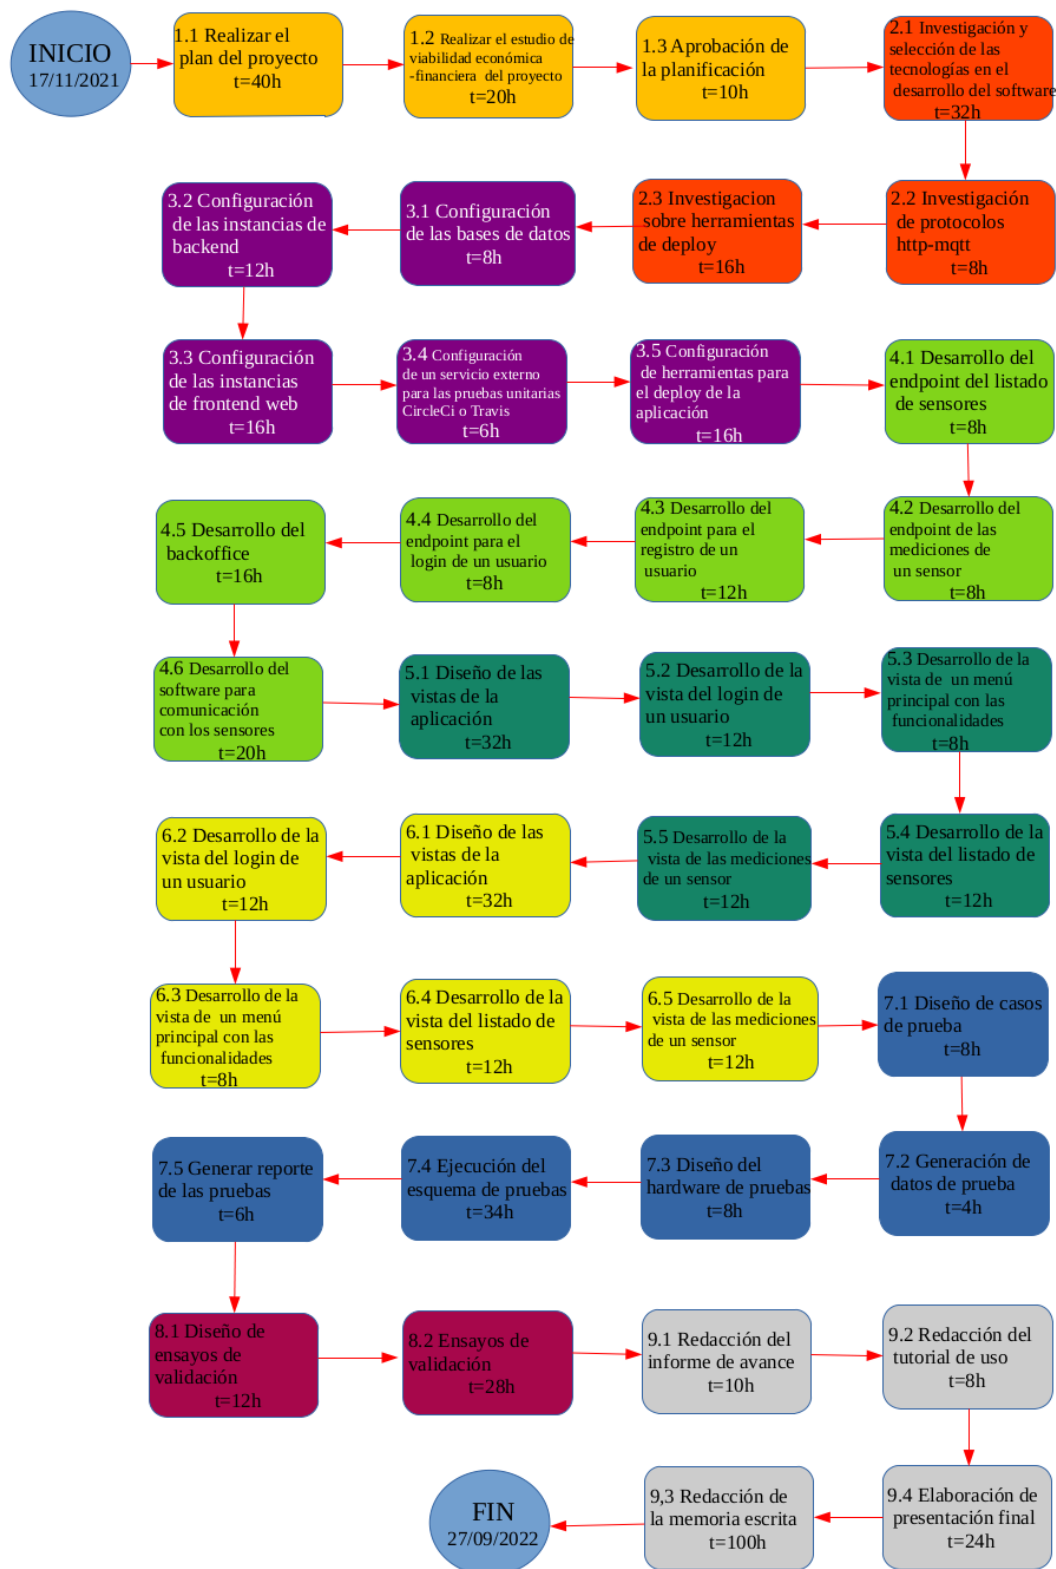 INICIO
17/11/2021
1.1 Realizar el
plan del proyecto
t=40h
1.2 Realizar el estudio de
viabilidad económica
-financiera del proyecto
t=20h
1.3 Aprobación de
la planificación
t=10h
2.1 Investigación y
selección de las
tecnologías en el
desarrollo del software
t=32h
2.2 Investigación
de protocolos
http-mqtt
t=8h
2.3 Investigacion
sobre herramientas
de deploy
t=16h
3.1 Configuración
de las bases de datos
t=8h
3.2 Configuración
de las instancias de
backend
t=12h
3.3 Configuración
de las instancias
de frontend web
t=16h
3.4 Configuración
de un servicio externo
para las pruebas unitarias
CircleCi o Travis
t=6h
3.5 Configuración
de herramientas para
el deploy de la
aplicación
t=16h
4.1 Desarrollo del
endpoint del listado
de sensores
t=8h
4.2 Desarrollo del
endpoint de las
mediciones de
un sensor
t=8h
4.3 Desarrollo del
endpoint para el
registro de un
usuario
t=12h
4.4 Desarrollo del
endpoint para el
login de un usuario
t=8h
4.5 Desarrollo del
backoffice
t=16h
4.6 Desarrollo del
software para
comunicación
con los sensores
t=20h
5.1 Diseño de las
vistas de la
aplicación
t=32h
5.2 Desarrollo de la
vista del login de
un usuario
t=12h
5.3 Desarrollo de la
vista de un menú
principal con las
funcionalidades
t=8h
5.4 Desarrollo de la
vista del listado de
sensores
t=12h
5.5 Desarrollo de la
vista de las mediciones
de un sensor
t=12h
6.1 Diseño de las
vistas de la
aplicación
t=32h
6.2 Desarrollo de la
vista del login de
un usuario
t=12h
6.3 Desarrollo de la
vista de un menú
principal con las
funcionalidades
t=8h
6.4 Desarrollo de la
vista del listado de
sensores
t=12h
6.5 Desarrollo de la
vista de las mediciones
de un sensor
t=12h
7.1 Diseño de casos
de prueba
t=8h
7.2 Generación de
datos de prueba
t=4h
7.3 Diseño del
hardware de pruebas
t=8h
7.4 Ejecución del
esquema de pruebas
t=34h
7.5 Generar reporte
de las pruebas
t=6h
8.1 Diseño de
ensayos de
validación
t=12h
8.2 Ensayos de
validación
t=28h
9.1 Redacción del
informe de avance
t=10h
9.2 Redacción del
tutorial de uso
t=8h
9.4 Elaboración de
presentación final
t=24h
9,3 Redacción de
la memoria escrita
t=100h
FIN
27/09/2022